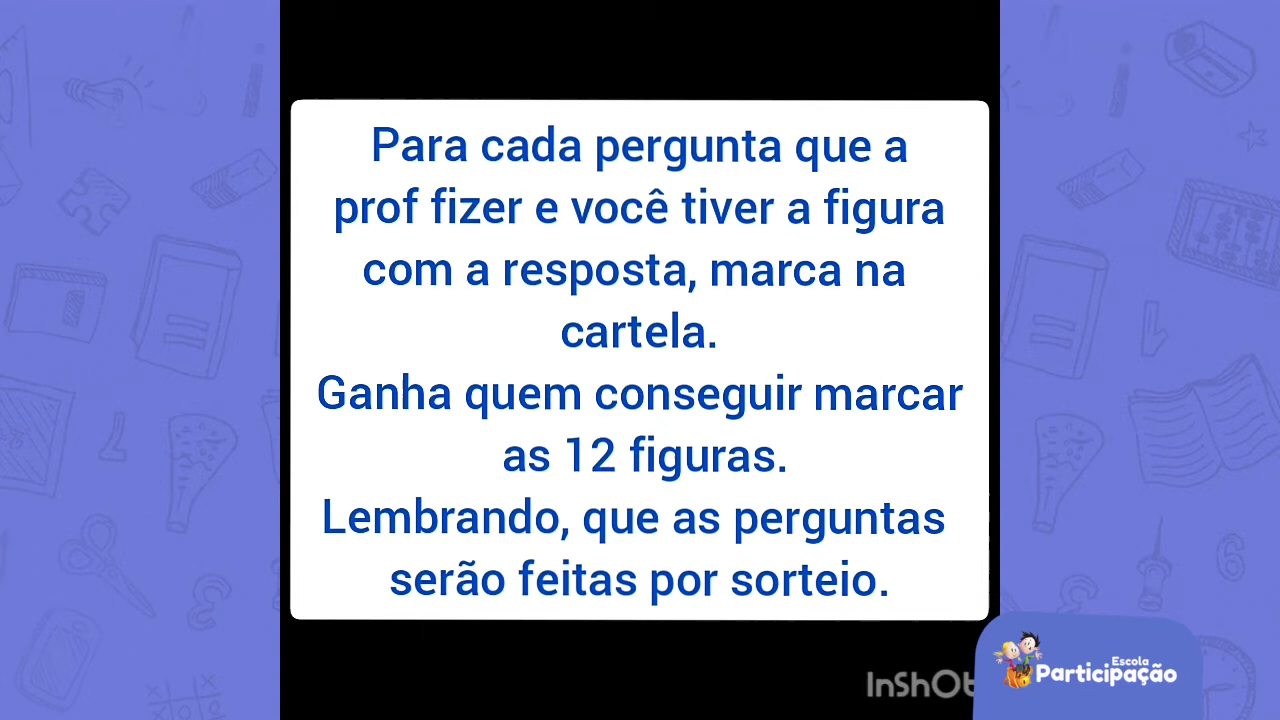 Para cada pergunta que a
prof fizer e você tiver a figura
com a resposta, marca na
cartela.
Ganha quem conseguir marcar
as 12 figuras.
Lembrando, que as perguntas
serão feitas por sorteio.
InShOt
Escola
Participação